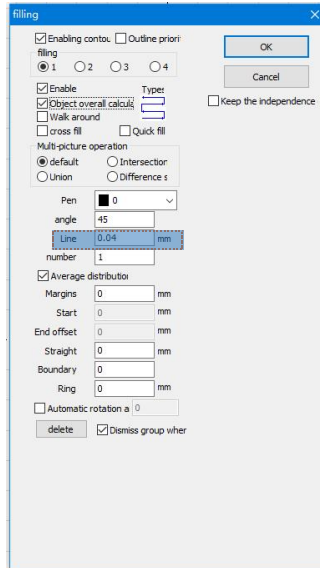 filling
Enabling contou Outline priori
OK
filling
1 2 3 4
Cancel
Enable Type:
Object overall calcula
Keep the independence
Walk around
cross fill Quick fill
Multi-picture operation
default Intersection
Union Difference s
Pen 0
angle 45
Line 0.04 mm
number 1
Average distribution
Margins 0 mm
Start 0 mm
End offset 0 mm
Straight 0 mm
Boundary 0
Ring 0 mm
Automatic rotation a 0
delete Dismiss group wher